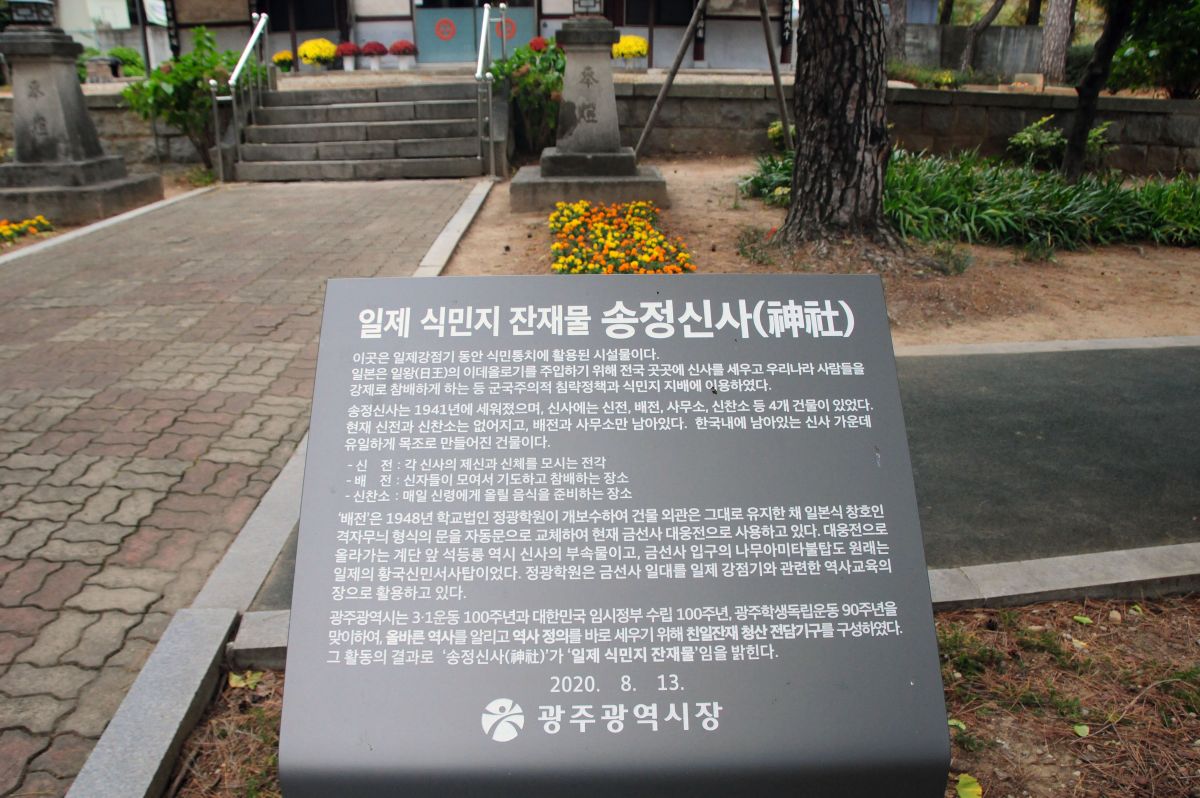 奉
奉
일제 식민지 잔재물 송정신사(神社)
이곳은 일제강점기 동안 식민통치에 활용된 시설물이다.
일본은 일왕(日王)의 이데올로기를 주입하기 위해 전국 곳곳에 신사를 세우고 우리나라 사람들을
강제로 참배하게 하는 등 군국주의적 침략정책과 식민지 지배에 이용하였다.
송정신사는 1941년에 세워졌으며, 신사에는 신전, 배전, 사무소, 신찬소 등 4개 건물이 있었다.
현재 신전과 신찬소는 없어지고, 배전과 사무소만 남아있다. 한국내에 남아있는 신사 가운데
유일하게 목조로 만들어진 건물이다.
- 신 전 : 각 신사의 제신과 신체를 모시는 전각
- 배 전 : 신자들이 모여서 기도하고 참배하는 장소
- 신찬소 : 매일 신령에게 올릴 음식을 준비하는 장소
'배전'은 1948년 학교법인 정광학원이 개보수하여 건물 외관은 그대로 유지한 채 일본식 창호인
격자무늬 형식의 문을 자동문으로 교체하여 현재 금선사 대웅전으로 사용하고 있다. 대웅전으로
올라가는 계단 앞 석등롱 역시 신사의 부속물이고, 금선사 입구의 나무아미타불탑도 원래는
일제의 황국신민서사탑이었다. 정광학원은 금선사 일대를 일제 강점기와 관련한 역사교육의
장으로 활용하고 있다.
광주광역시는 3·1운동 100주년과 대한민국 임시정부 수립 100주년, 광주학생독립운동 90주년을
맞이하여, 올바른 역사를 알리고 역사 정의를 바로 세우기 위해 친일잔재 청산 전담기구를 구성하였다.
그 활동의 결과로 '송정신사(神社)'가 '일제 식민지 잔재물'임을 밝힌다.
2020. 8. 13.
광주광역시장